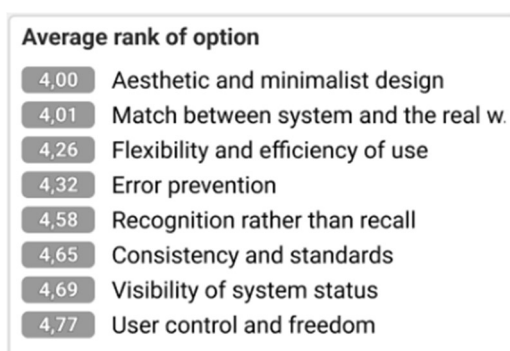 Average rank of option
4,00 Aesthetic and minimalist design
4,01 Match between system and the real w.
4,26 Flexibility and efficiency of use
4,32 Error prevention
4,58 Recognition rather than recall
4,65 Consistency and standards
4,69 Visibility of system status
4,77 User control and freedom